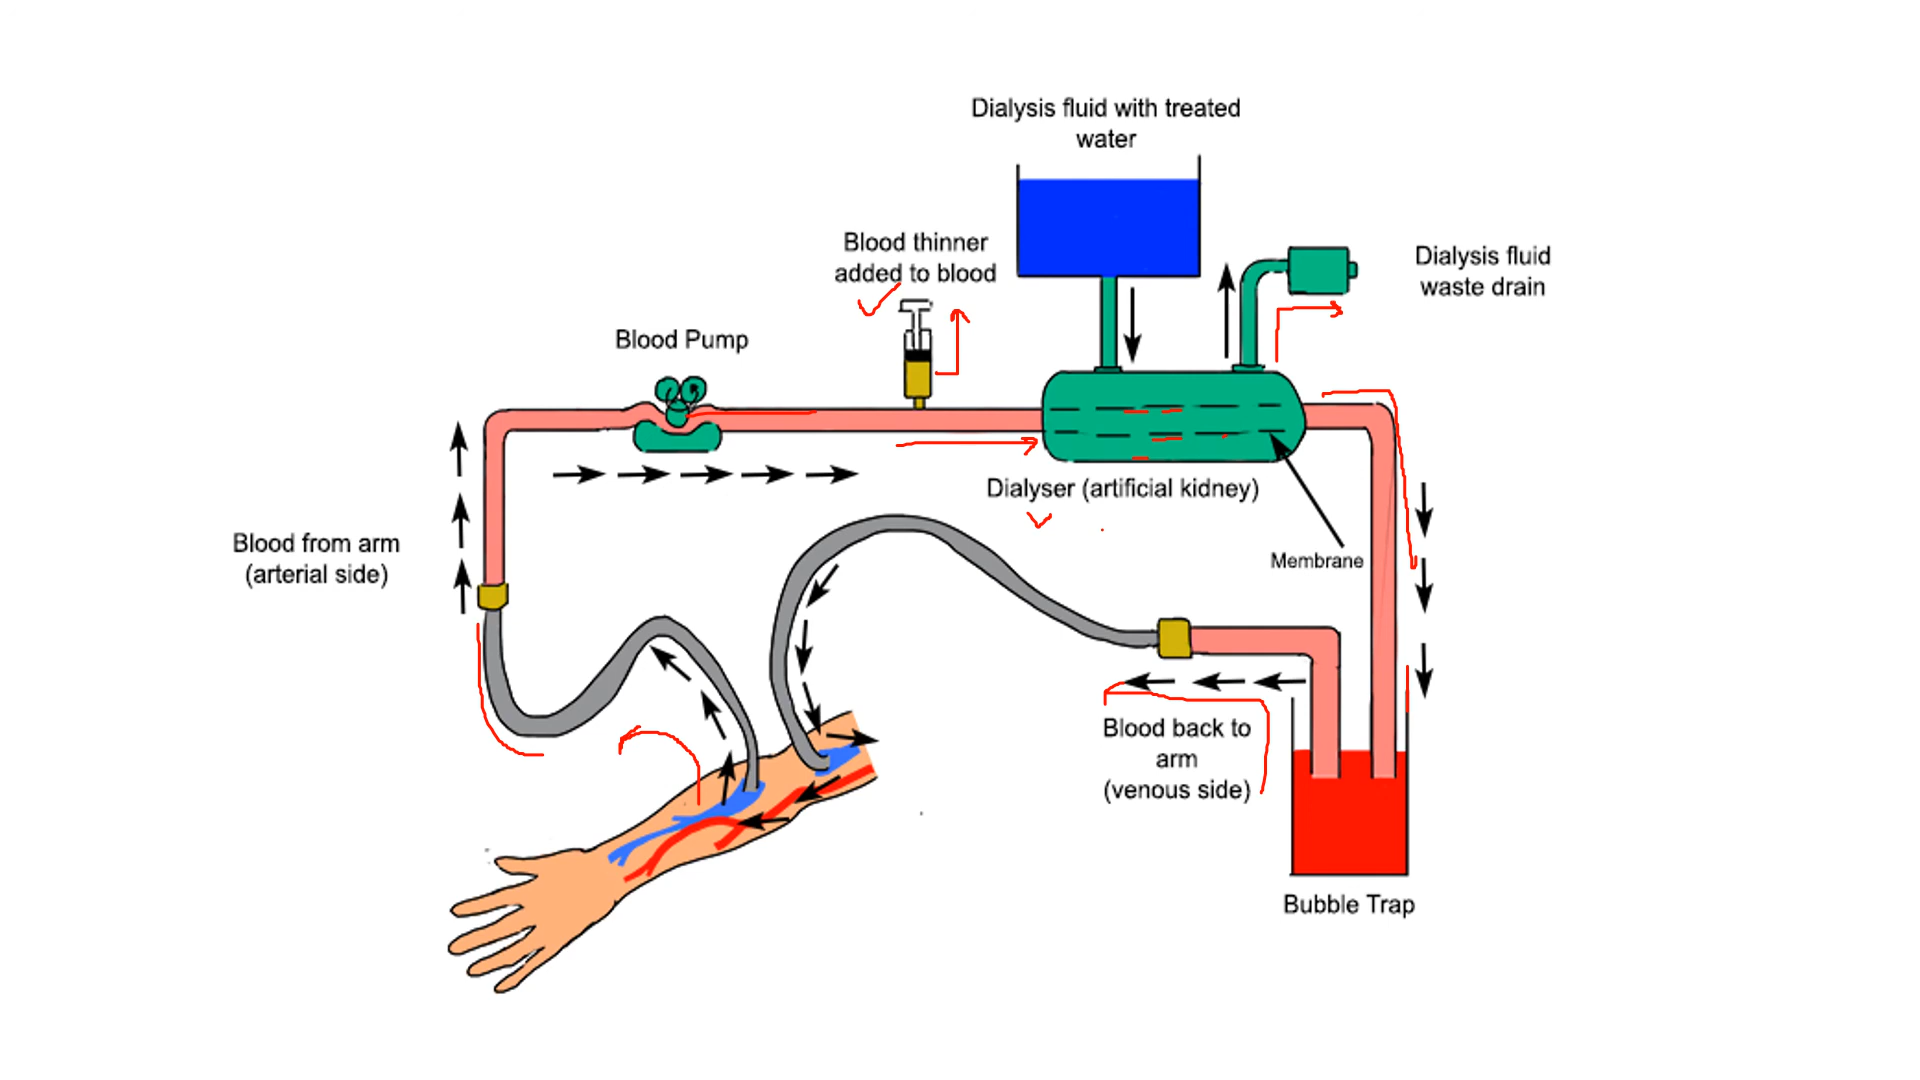 Dialysis fluid with treated
water
Blood thinner
added to blood
Dialysis fluid
waste drain
Blood Pump
Dialyser (artificial kidney)
Blood from arm
(arterial side)
Membrane
Blood back to
arm
(venous side)
Bubble Trap